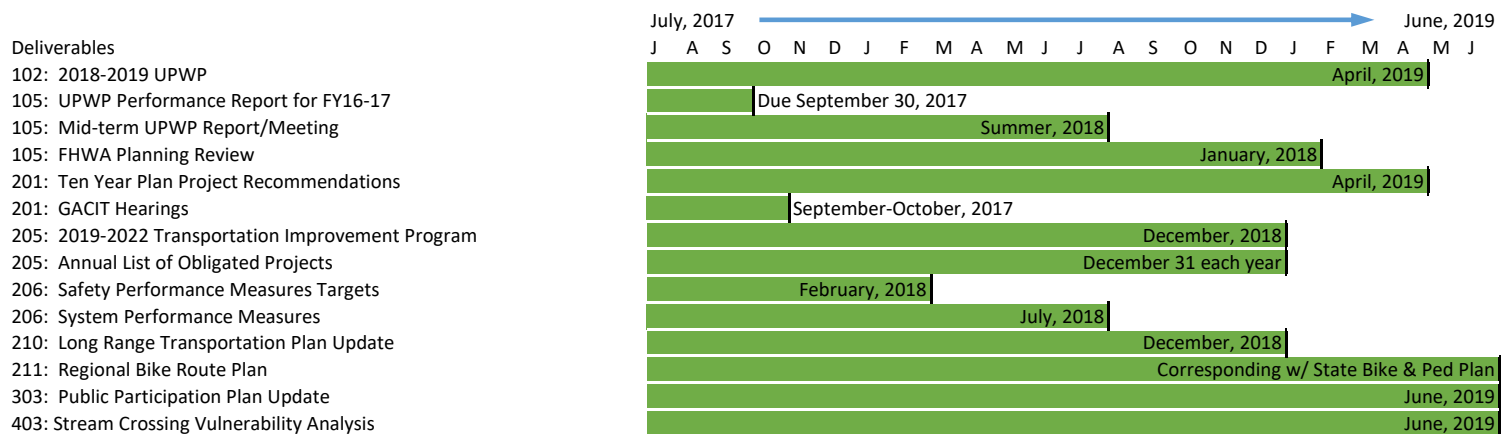 July, 2017 June, 2019
Deliverables J A S O N D J F M A M J J A S O N D J F M A M J
102: 2018-2019 UPWP April, 2019
105: UPWP Performance Report for FY16-17 Due September 30, 2017
105: Mid-term UPWP Report/Meeting Summer, 2018
105: FHWA Planning Review January, 2018
201: Ten Year Plan Project Recommendations April, 2019
201: GACIT Hearings September-October, 2017
205: 2019-2022 Transportation Improvement Program December, 2018
205: Annual List of Obligated Projects December 31 each year
206: Safety Performance Measures Targets February, 2018
206: System Performance Measures July, 2018
210: Long Range Transportation Plan Update December, 2018
211: Regional Bike Route Plan Corresponding w/ State Bike & Ped Plan
303: Public Participation Plan Update June, 2019
403: Stream Crossing Vulnerability Analysis June, 2019